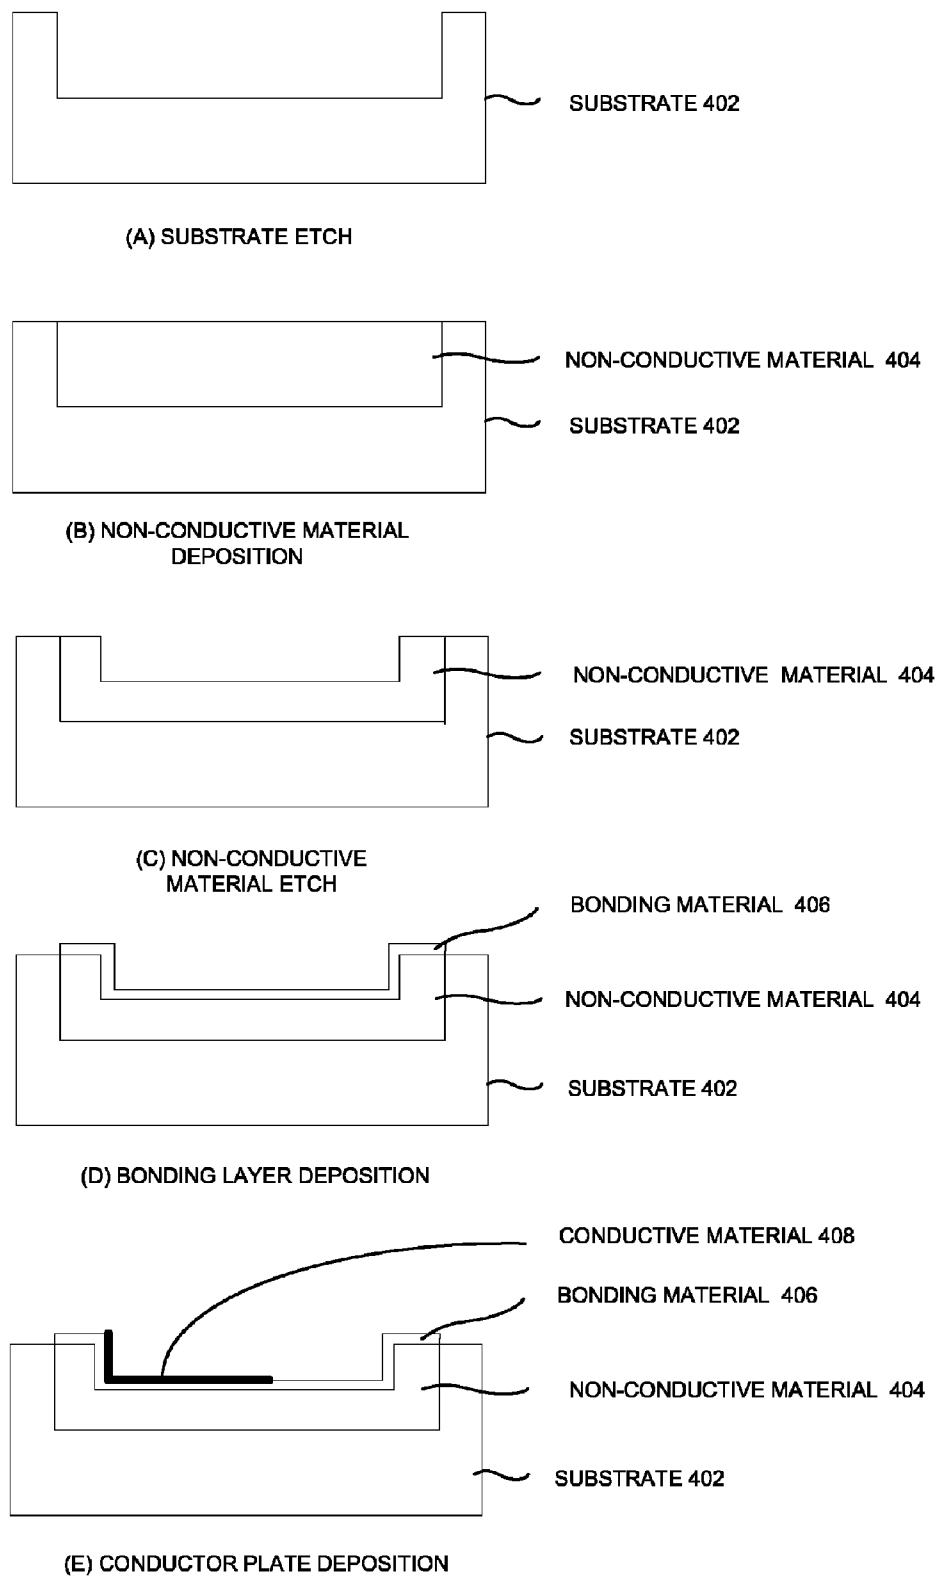 SUBSTRATE 402
(A) SUBSTRATE ETCH
NON-CONDUCTIVE MATERIAL 404
SUBSTRATE 402
(B) NON-CONDUCTIVE MATERIAL
DEPOSITION
NON-CONDUCTIVE MATERIAL 404
SUBSTRATE 402
(C) NON-CONDUCTIVE
MATERIAL ETCH
BONDING MATERIAL 406
NON-CONDUCTIVE MATERIAL 404
SUBSTRATE 402
(D) BONDING LAYER DEPOSITION
CONDUCTIVE MATERIAL 408
BONDING MATERIAL 406
NON-CONDUCTIVE MATERIAL 404
SUBSTRATE 402
(E) CONDUCTOR PLATE DEPOSITION